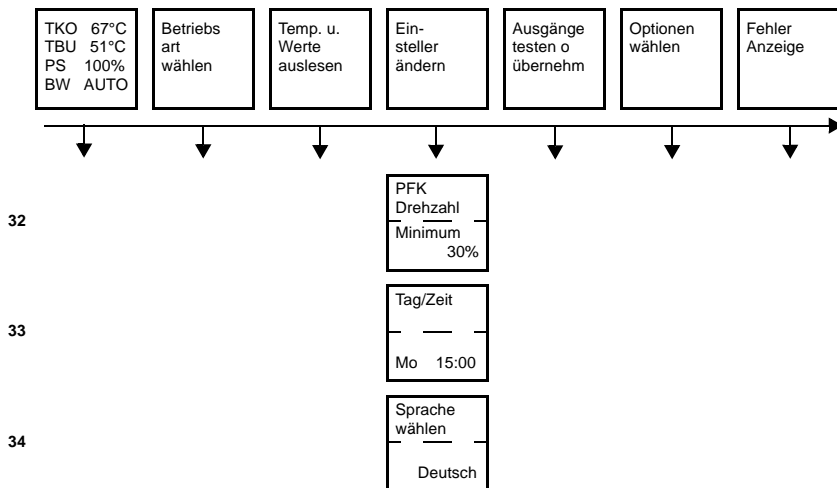 TKO 67°C
TBU 51°C
PS 100%
BW AUTO
Betriebs
art
wählen
Temp. u.
Werte
auslesen
Ein-
steller
ändern
Ausgänge
testen o
übernehm
Optionen
wählen
Fehler
Anzeige
32
PFK
Drehzahl
Minimum
30%
33
Tag/Zeit
Mo 15:00
34
Sprache
wählen
Deutsch